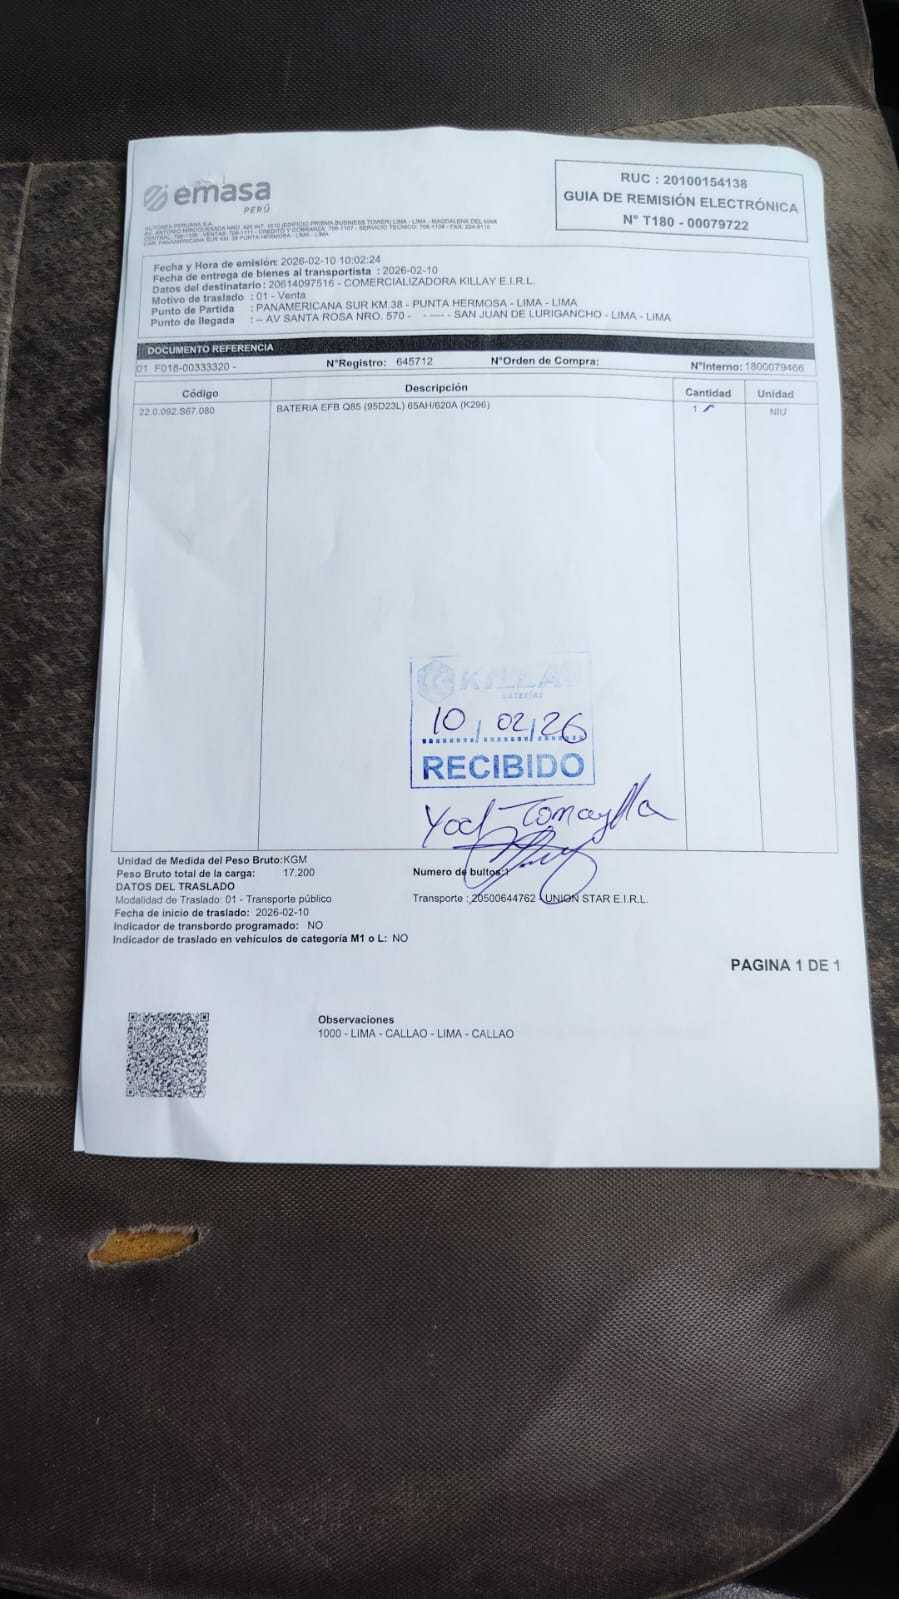 emasa
PERÚ
RUC : 20100154138
GUIA DE REMISIÓN ELECTRÓNICA
N° T180 - 00079722
Fecha y Hora de emisión: 2026-02-10 10:02:24
Fecha de entrega de bienes al transportista : 2026-02-10
Datos del destinatario : 20614097516 - COMERCIALIZADORA KILLAY E.I.R.L.
Motivo de traslado : 01 - Venta
Punto de Partida : PANAMERICANA SUR KM.38 - PUNTA HERMOSA - LIMA - LIMA
Punto de llegada : -- AV SANTA ROSA NRO. 570 - - ---- - SAN JUAN DE LURIGANCHO - LIMA - LIMA
DOCUMENTO REFERENCIA
01 F018-00333320 - N°Registro: 645712 N°Orden de Compra: N°Interno: 1800079466
Código Descripción Cantidad Unidad
22.0.092.S67.080 BATERIA EFB Q85 (95D23L) 65AH/620A (K296) 1 NIU
KILLAY
BATERÍAS
10/02/26
RECIBIDO
Yoel Tomaylla
Unidad de Medida del Peso Bruto: KGM
Peso Bruto total de la carga: 17.200 Numero de bultos: 1
DATOS DEL TRASLADO
Modalidad de Traslado: 01 - Transporte público Transporte : 20500644762 - UNION STAR E.I.R.L.
Fecha de inicio de traslado: 2026-02-10
Indicador de transbordo programado: NO
Indicador de traslado en vehículos de categoría M1 o L: NO
PAGINA 1 DE 1
Observaciones
1000 - LIMA - CALLAO - LIMA - CALLAO